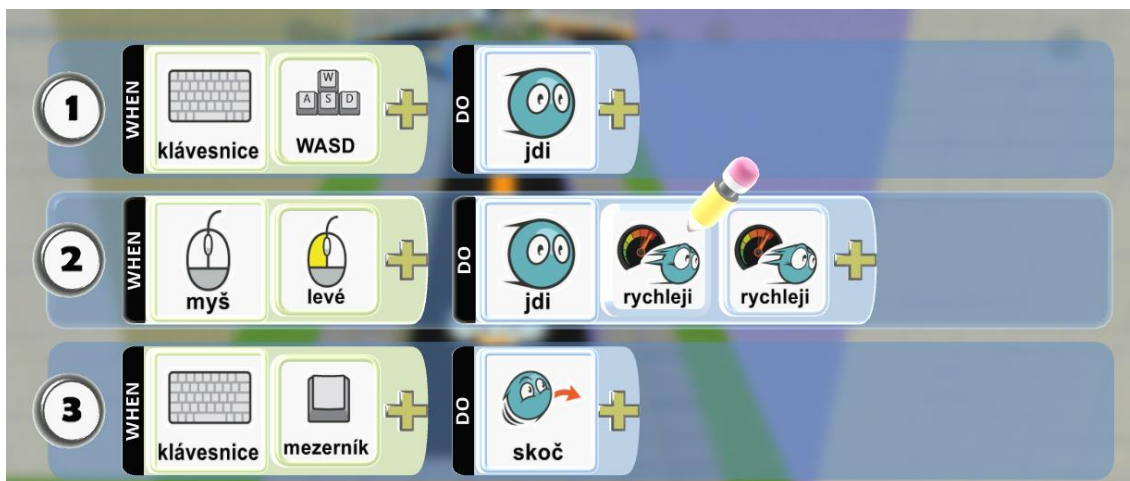 1
WHEN
klávesnice
W
A S D
WASD
DO
jdi
2
WHEN
myš
levé
DO
jdi
rychleji
rychleji
3
WHEN
klávesnice
mezerník
DO
skoč